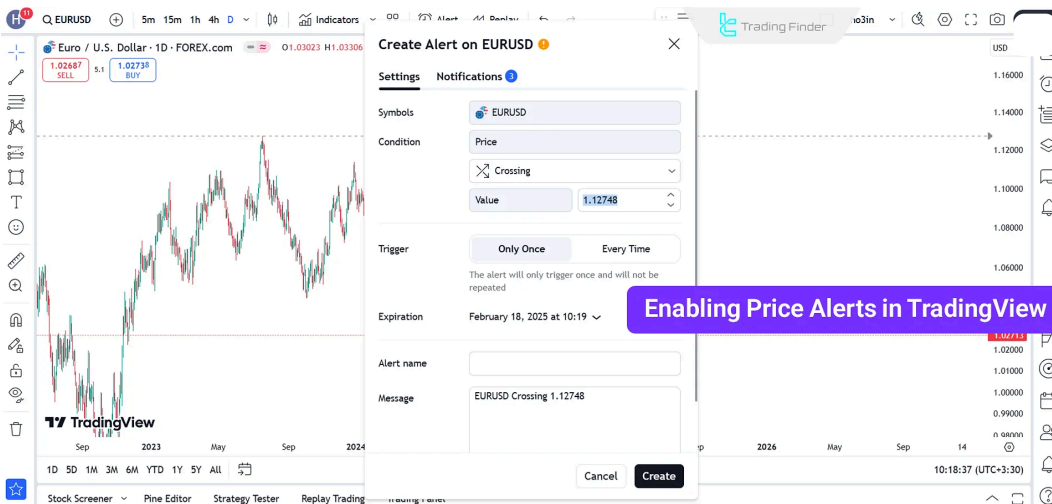 H
11
EURUSD
5m 15m 1h 4h D
Indicators
Alert
Replay
Trading Finder
Euro / U.S. Dollar · 1D · FOREX.com
O1.03023 H1.03306
1.02687
SELL
5.1
1.02738
BUY
Create Alert on EURUSD
Settings
Notifications 3
Symbols
EURUSD
Condition
Price
Crossing
Value
1.12748
Trigger
Only Once
Every Time
The alert will only trigger once and will not be
repeated
Expiration
February 18, 2025 at 10:19
Alert name
Message
EURUSD Crossing 1.12748
Cancel
Create
Enabling Price Alerts in TradingView
USD
1.16000
1.14000
1.12000
1.10000
1.08000
1.06000
1.02713
1.02000
1.01000
1.00000
0.99000
0.98000
TradingView
Sep 2023 May Sep 2024
2026 May Sep 14
1D 5D 1M 3M 6M YTD 1Y 5Y All
10:18:37 (UTC+3:30)
Stock Screener
Pine Editor
Strategy Tester
Replay Trading
Trading Panel